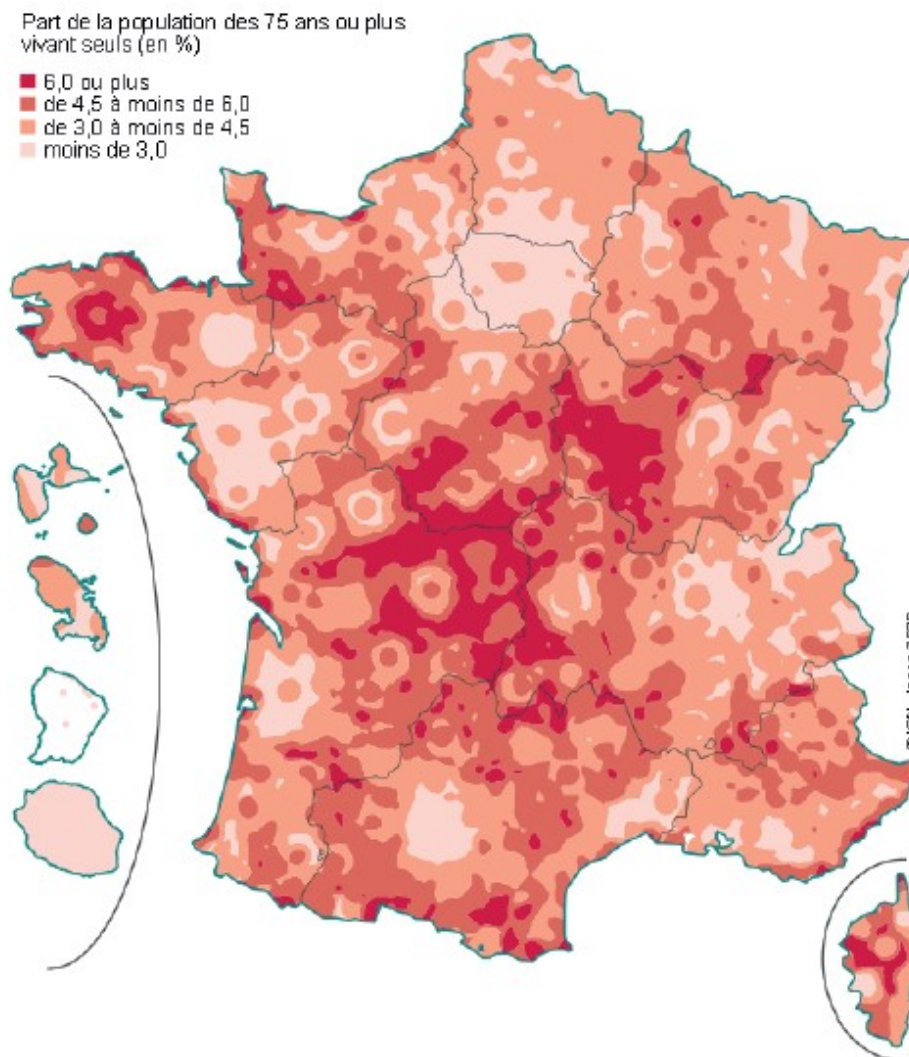 Part de la population des 75 ans ou plus
vivant seuls (en %)
6,0 ou plus
de 4,5 à moins de 6,0
de 3,0 à moins de 4,5
moins de 3,0